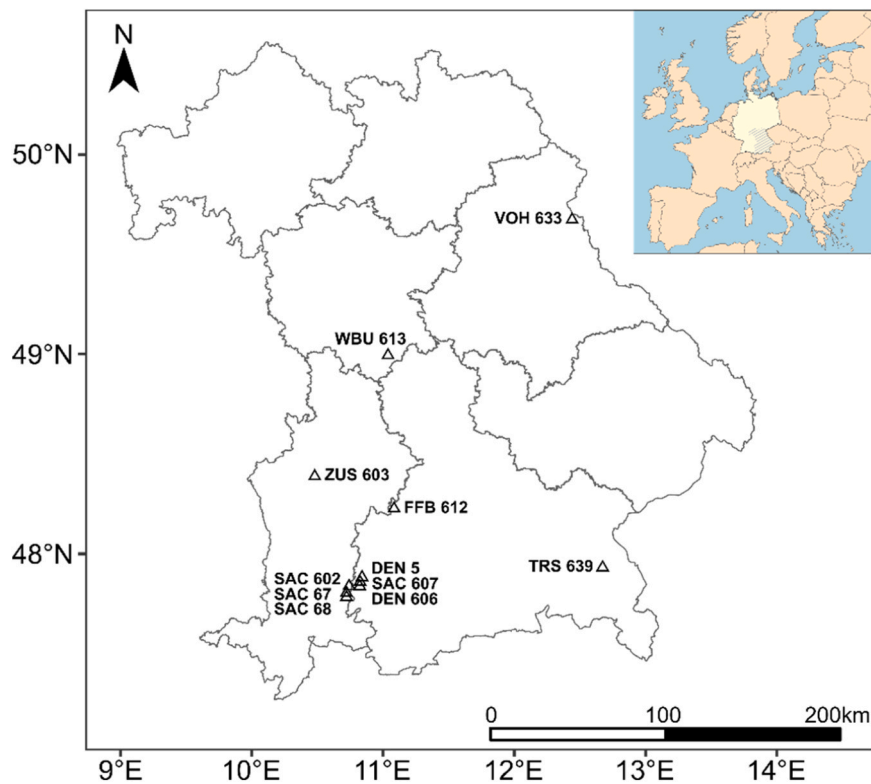 N
50°N
49°N
48°N
VOH 633
WBU 613
ZUS 603
FFB 612
TRS 639
SAC 602
SAC 67
SAC 68
DEN 5
SAC 607
DEN 606
0 100 200km
9°E 10°E 11°E 12°E 13°E 14°E